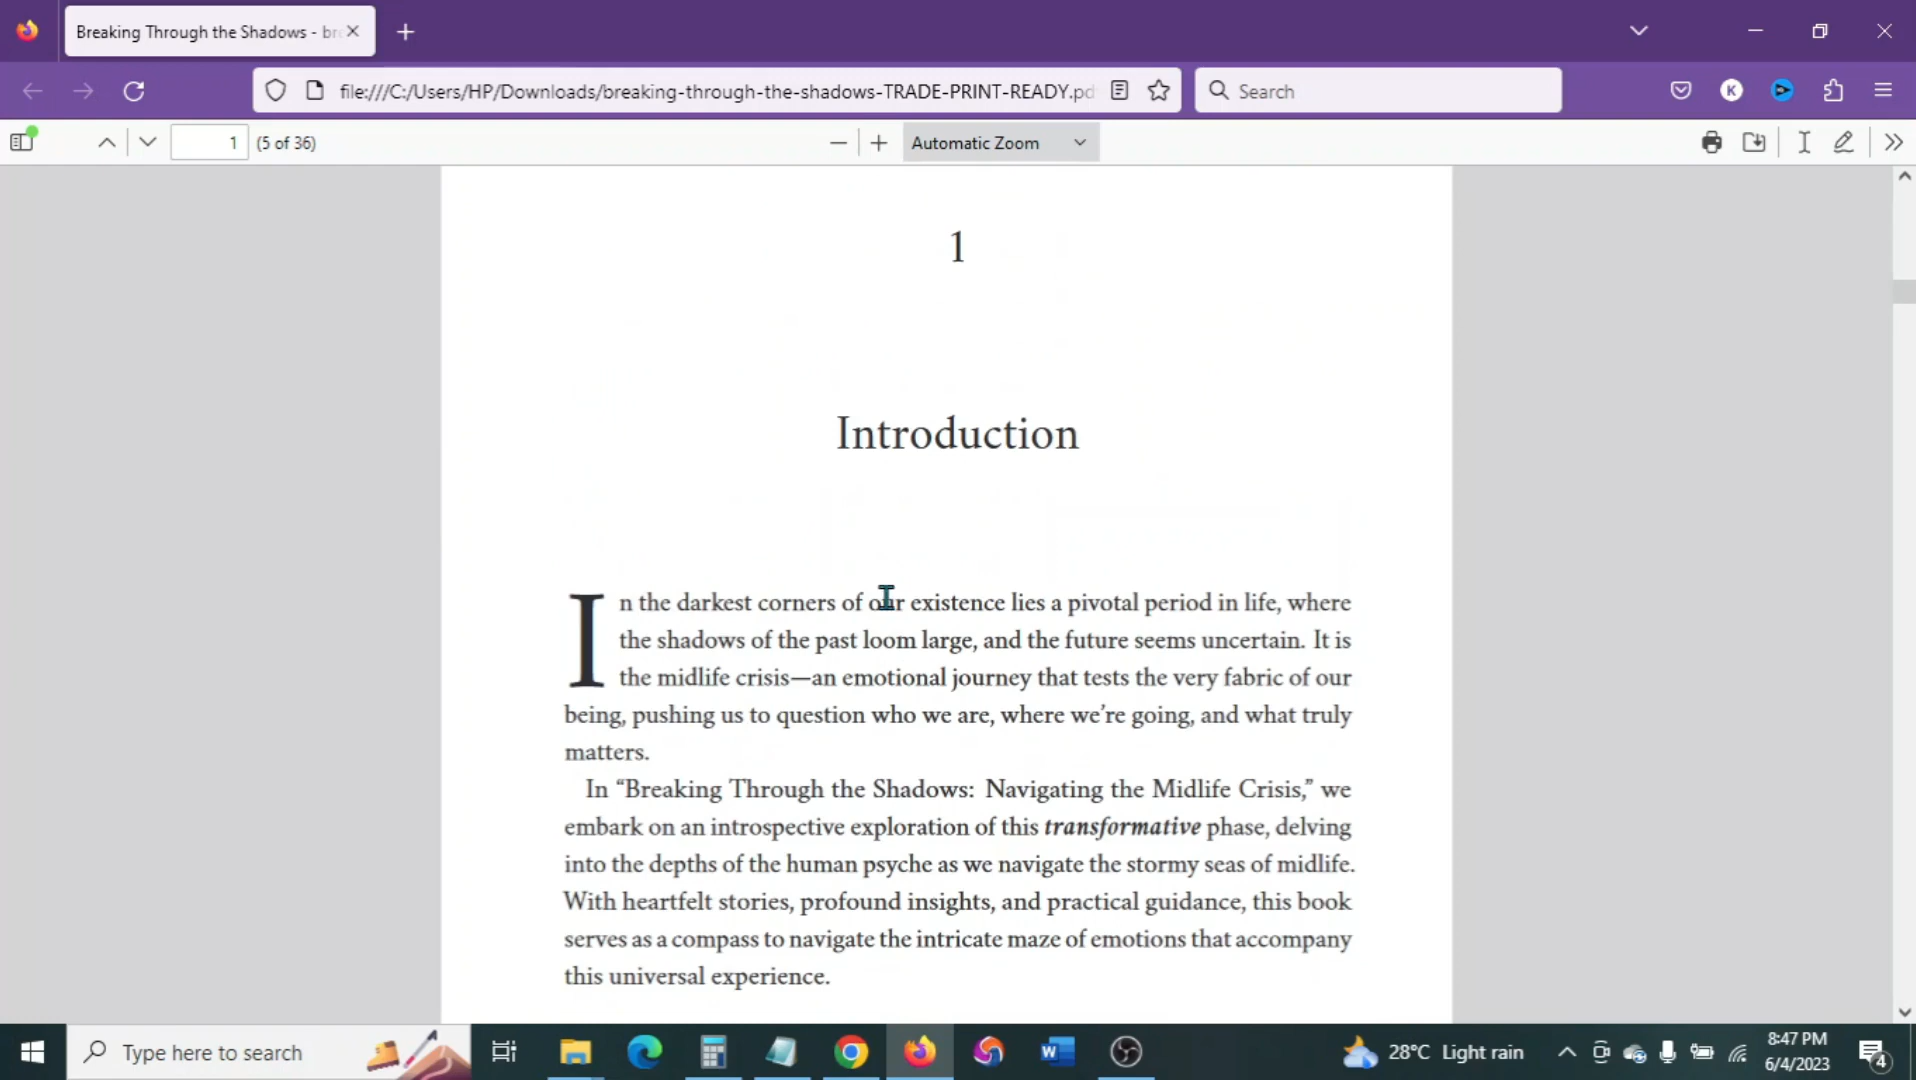 Breaking Through the Shadows - br
file:///C:/Users/HP/Downloads/breaking-through-the-shadows-TRADE-PRINT-READY.pd
Search
K
1
(5 of 36)
Automatic Zoom
1
Introduction
In the darkest corners of our existence lies a pivotal period in life, where
the shadows of the past loom large, and the future seems uncertain. It is
the midlife crisis—an emotional journey that tests the very fabric of our
being, pushing us to question who we are, where we’re going, and what truly
matters.
In “Breaking Through the Shadows: Navigating the Midlife Crisis,” we
embark on an introspective exploration of this transformative phase, delving
into the depths of the human psyche as we navigate the stormy seas of midlife.
With heartfelt stories, profound insights, and practical guidance, this book
serves as a compass to navigate the intricate maze of emotions that accompany
this universal experience.
Type here to search
28°C Light rain
8:47 PM
6/4/2023
4